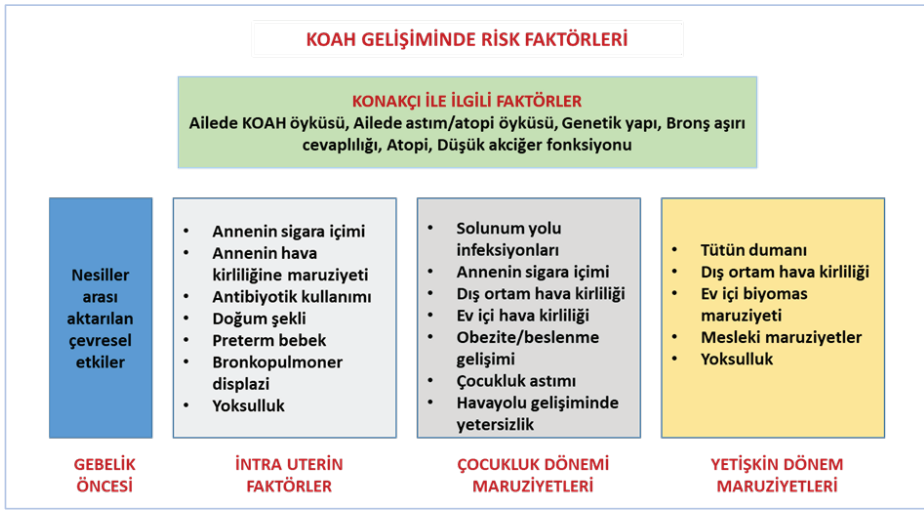 KOAH GELİŞİMİNDE RİSK FAKTÖRLERİ
KONAKÇI İLE İLGİLİ FAKTÖRLER
Ailede KOAH öyküsü, Ailede astım/atopi öyküsü, Genetik yapı, Bronş aşırı
cevaplılığı, Atopi, Düşük akciğer fonksiyonu
Nesiller
arası
aktarılan
çevresel
etkiler
GEBELİK
ÖNCESİ
• Annenin sigara içimi
• Annenin hava
kirliliğine maruziyeti
• Antibiyotik kullanımı
• Doğum şekli
• Preterm bebek
• Bronkopulmoner
displazi
• Yoksulluk
İNTRA UTERİN
FAKTÖRLER
• Solunum yolu
infeksiyonları
• Annenin sigara içimi
• Dış ortam hava kirliliği
• Ev içi hava kirliliği
• Obezite/beslenme
gelişimi
• Çocukluk astımı
• Havayolu gelişiminde
yetersizlik
ÇOCUKLUK DÖNEMİ
MARUZİYETLERİ
• Tütün dumanı
• Dış ortam hava kirliliği
• Ev içi biyomas
maruziyeti
• Mesleki maruziyetler
• Yoksulluk
YETİŞKİN DÖNEM
MARUZİYETLERİ